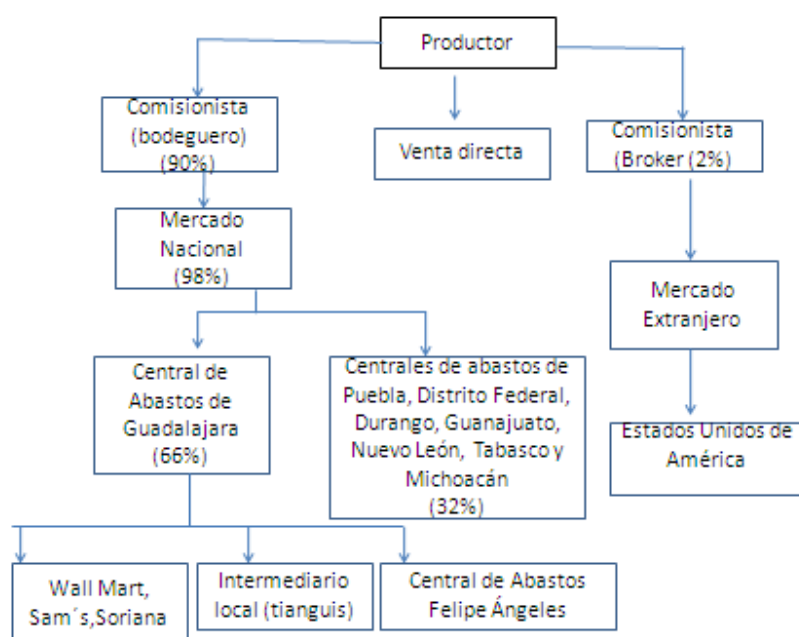 Productor
Comisionista
(bodeguero)
(90%)
Venta directa
Comisionista
(Broker (2%)
Mercado
Nacional
(98%)
Mercado
Extranjero
Central de
Abastos de
Guadalajara
(66%)
Centrales de abastos de
Puebla, Distrito Federal,
Durango, Guanajuato,
Nuevo León, Tabasco y
Michoacán
(32%)
Estados Unidos de
América
Wall Mart,
Sam´s,Soriana
Intermediario
local (tianguis)
Central de Abastos
Felipe Ángeles